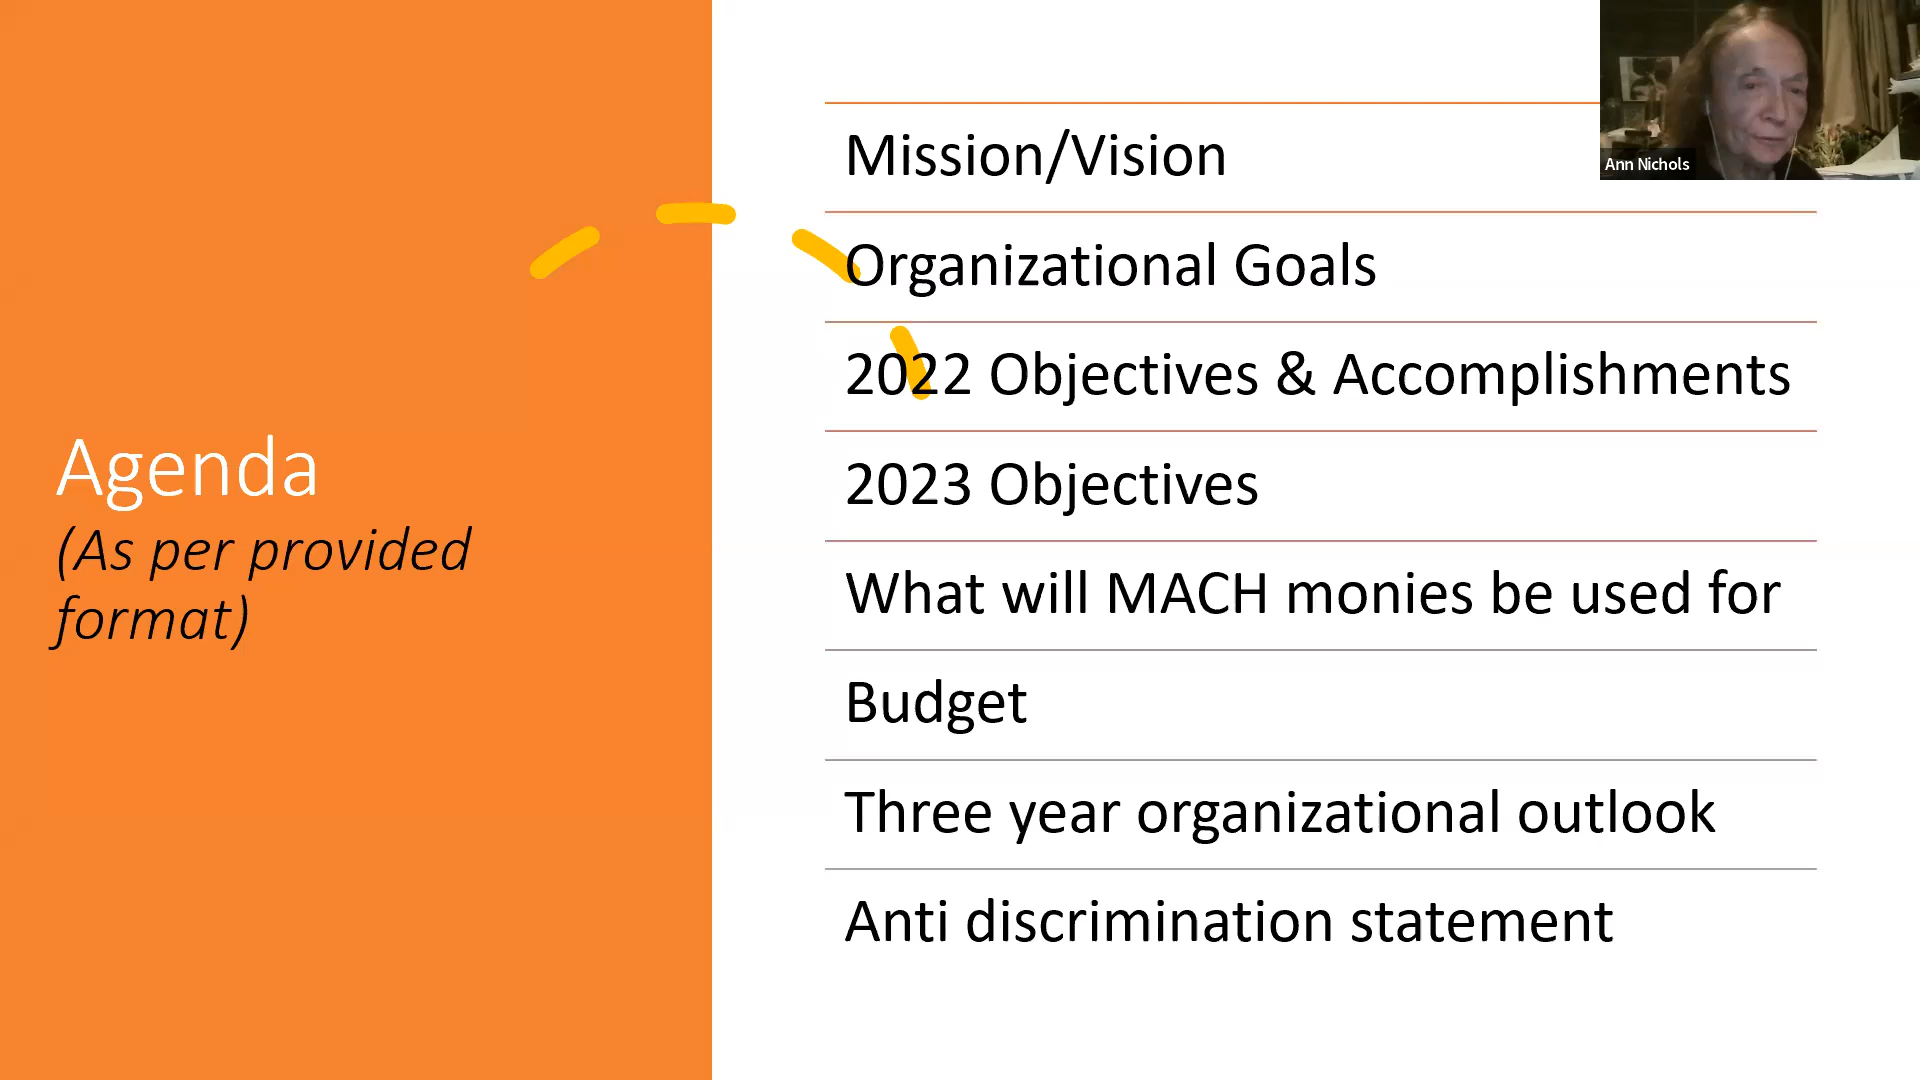 Agenda
(As per provided
format)
Mission/Vision
Organizational Goals
2022 Objectives & Accomplishments
2023 Objectives
What will MACH monies be used for
Budget
Three year organizational outlook
Anti discrimination statement
Ann Nichols